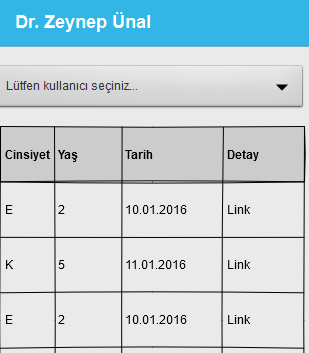 Dr. Zeynep Ünal
Lütfen kullanıcı seçiniz...
Cinsiyet Yaş Tarih Detay
E 2 10.01.2016 Link
K 5 11.01.2016 Link
E 2 10.01.2016 Link